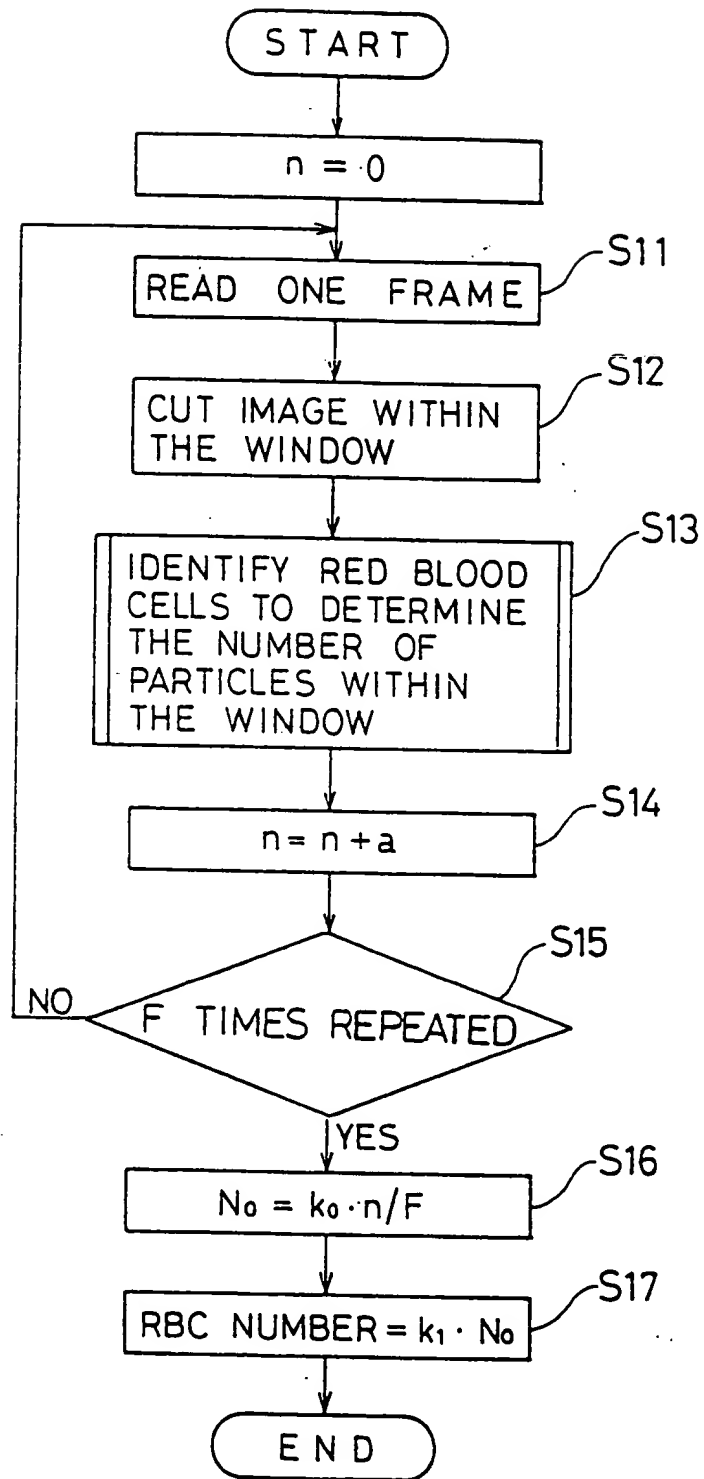 START
n = 0
S11
READ ONE FRAME
S12
CUT IMAGE WITHIN
THE WINDOW
S13
IDENTIFY RED BLOOD
CELLS TO DETERMINE
THE NUMBER OF
PARTICLES WITHIN
THE WINDOW
S14
n = n + a
S15
NO
F TIMES REPEATED
YES
S16
N₀ = k₀ · n/F
S17
RBC NUMBER = k₁ · N₀
END